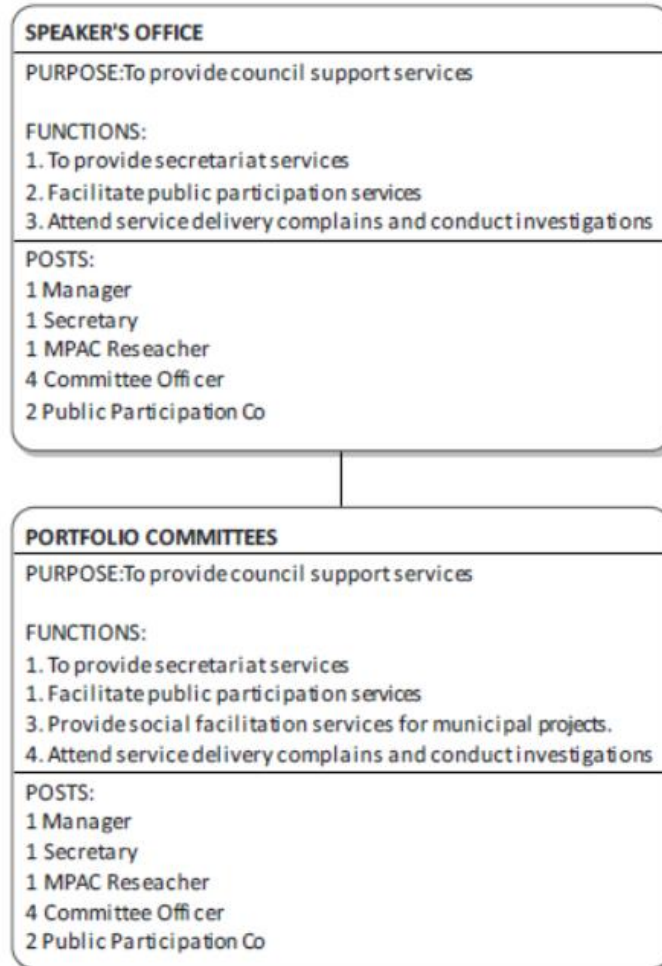 SPEAKER'S OFFICE
PURPOSE:To provide council support services
FUNCTIONS:
1. To provide secretariat services
2. Facilitate public participation services
3. Attend service delivery complains and conduct investigations
POSTS:
1 Manager
1 Secretary
1 MPAC Reseacher
4 Committee Officer
2 Public Participation Co
PORTFOLIO COMMITTEES
PURPOSE:To provide council support services
FUNCTIONS:
1. To provide secretariat services
1. Facilitate public participation services
3. Provide social facilitation services for municipal projects.
4. Attend service delivery complains and conduct investigations
POSTS:
1 Manager
1 Secretary
1 MPAC Reseacher
4 Committee Officer
2 Public Participation Co